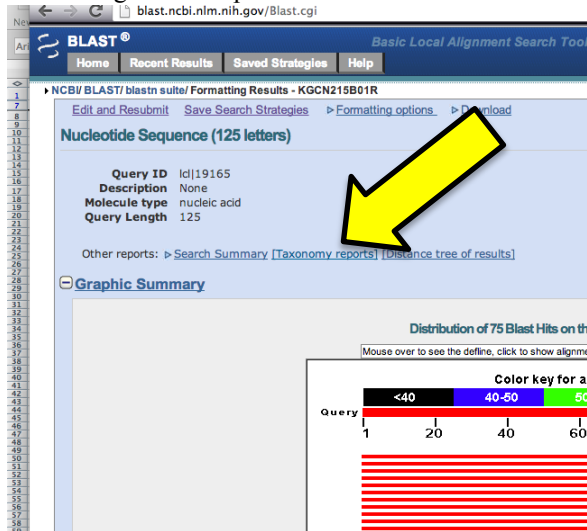 blast.ncbi.nlm.nih.gov/Blast.cgi
BLAST ® Basic Local Alignment Search Tool
Home Recent Results Saved Strategies Help
NCBI/ BLAST/ blastn suite/ Formatting Results - KGCN215B01R
Edit and Resubmit Save Search Strategies Formatting options Download
Nucleotide Sequence (125 letters)
Query ID lcl|19165
Description None
Molecule type nucleic acid
Query Length 125
Other reports: Search Summary [Taxonomy reports] [Distance tree of results]
Graphic Summary
Distribution of 75 Blast Hits on th
Mouse over to see the defline, click to show alignme
Color key for a
<40 40-50 50
Query
1 20 40 60